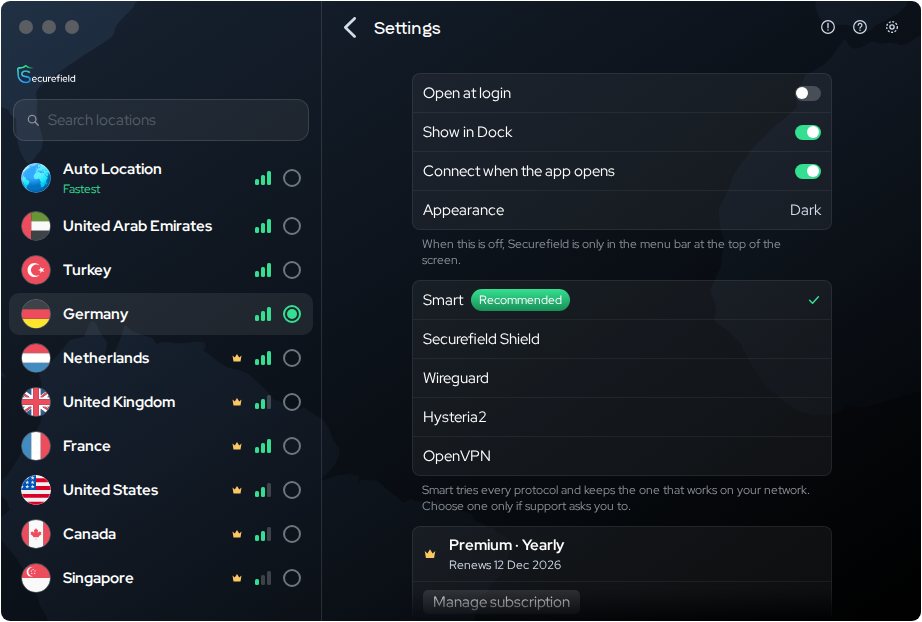 Securefield
Search locations
Auto Location
Fastest
United Arab Emirates
Turkey
Germany
Netherlands
United Kingdom
France
United States
Canada
Singapore
Settings
Open at login
Show in Dock
Connect when the app opens
Appearance Dark
When this is off, Securefield is only in the menu bar at the top of the
screen.
Smart Recommended
Securefield Shield
Wireguard
Hysteria2
OpenVPN
Smart tries every protocol and keeps the one that works on your network.
Choose one only if support asks you to.
Premium · Yearly
Renews 12 Dec 2026
Manage subscription